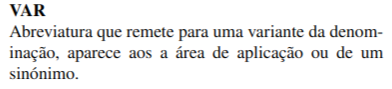 VAR
Abreviatura que remete para uma variante da denom-
inação, aparece aos a área de aplicação ou de um
sinónimo.